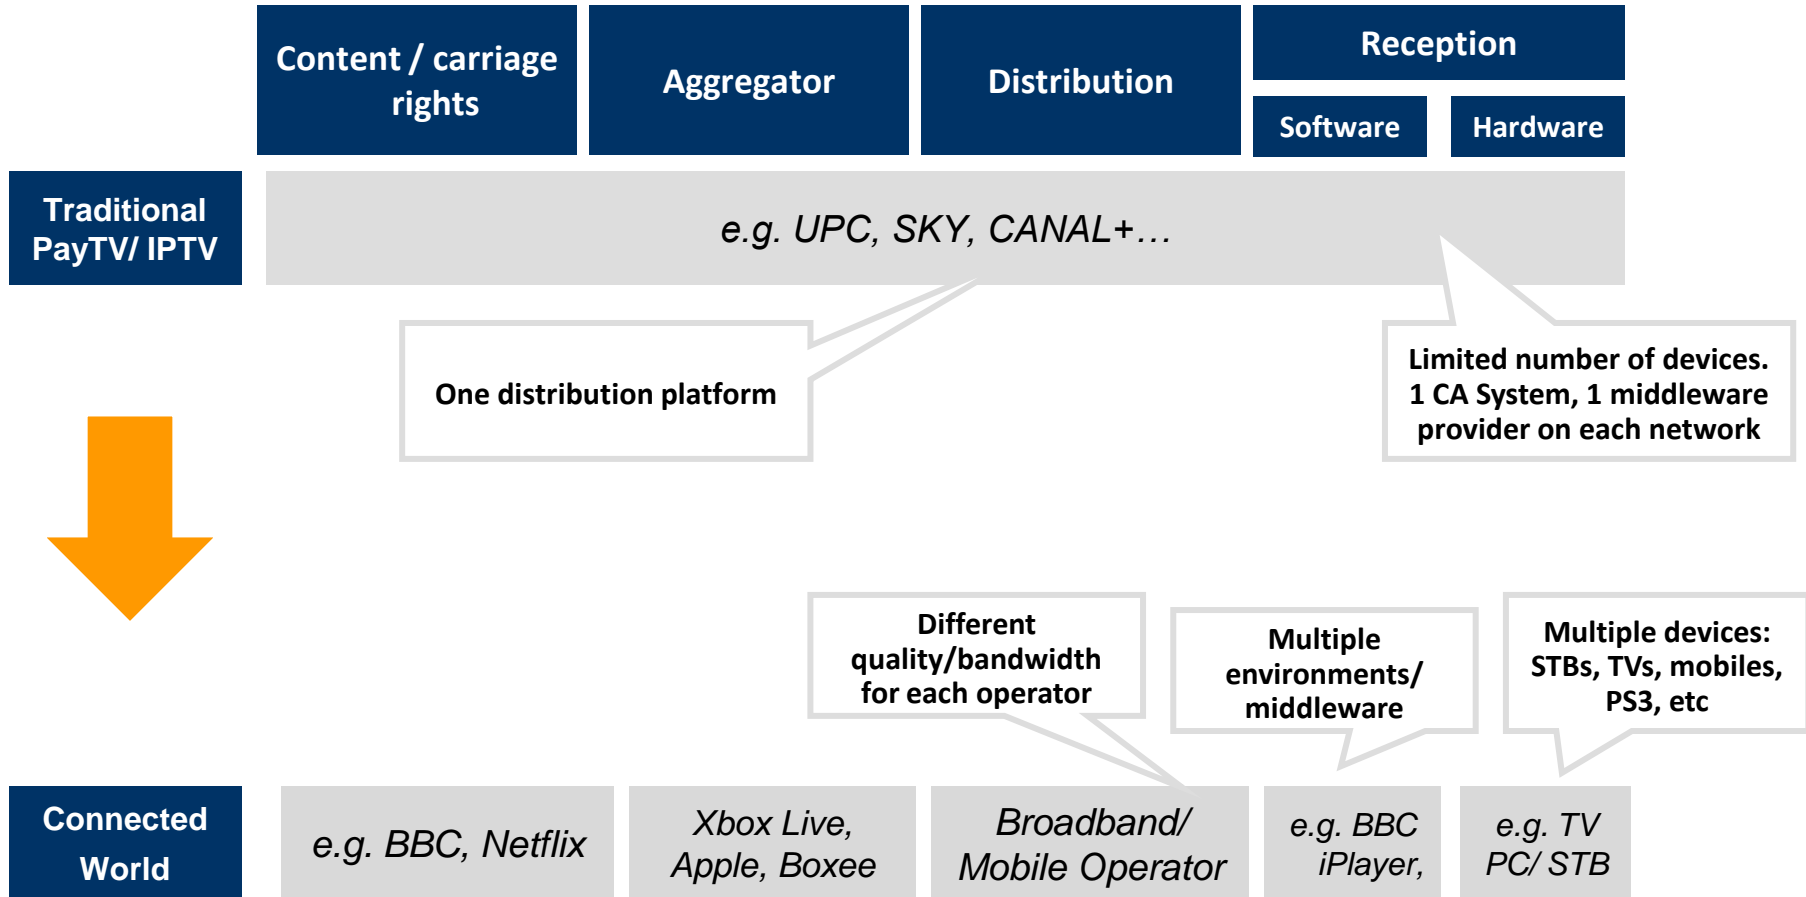 Content / carriage
rights
Aggregator
Distribution
Reception
Software
Hardware
Traditional
PayTV/ IPTV
e.g. UPC, SKY, CANAL+…
One distribution platform
Limited number of devices.
1 CA System, 1 middleware
provider on each network
Different
quality/bandwidth
for each operator
Multiple
environments/
middleware
Multiple devices:
STBs, TVs, mobiles,
PS3, etc
Connected
World
e.g. BBC, Netflix
Xbox Live,
Apple, Boxee
Broadband/
Mobile Operator
e.g. BBC
iPlayer,
e.g. TV
PC/ STB